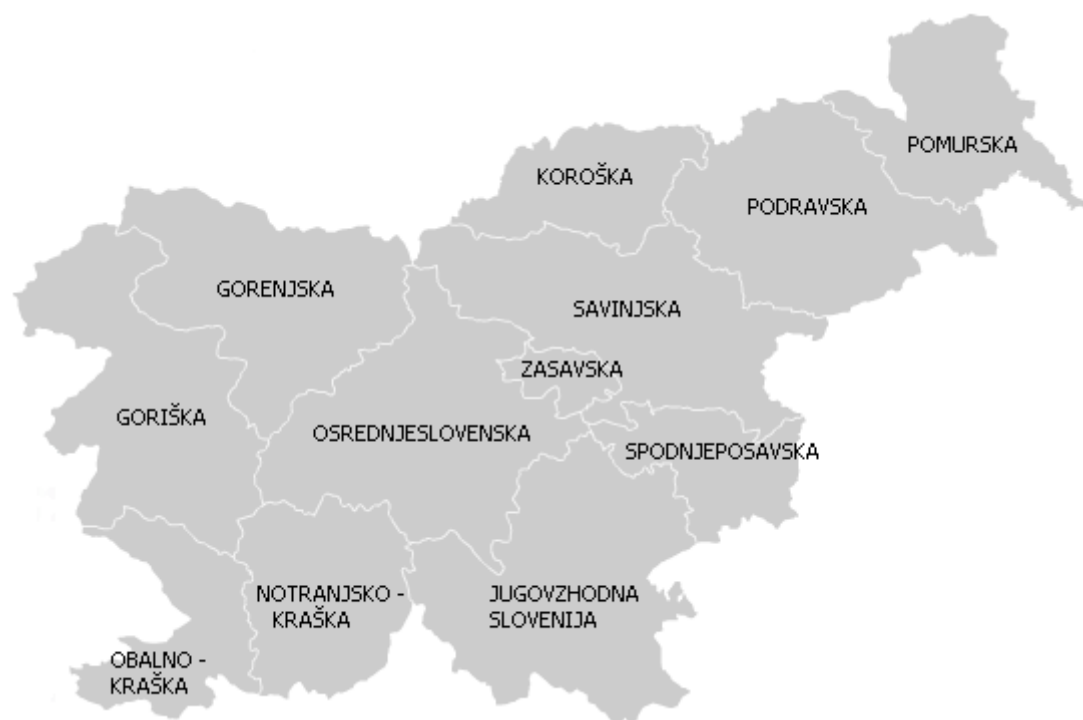 POMURSKA
KOROŠKA
PODRAVSKA
GORENJSKA
SAVINJSKA
ZASAVSKA
GORIŠKA
OSREDNJESLOVENSKA
SPODNJEPOSAVSKA
NOTRANJSKO -
KRAŠKA
JUGOVZHODNA
SLOVENIJA
OBALNO -
KRAŠKA